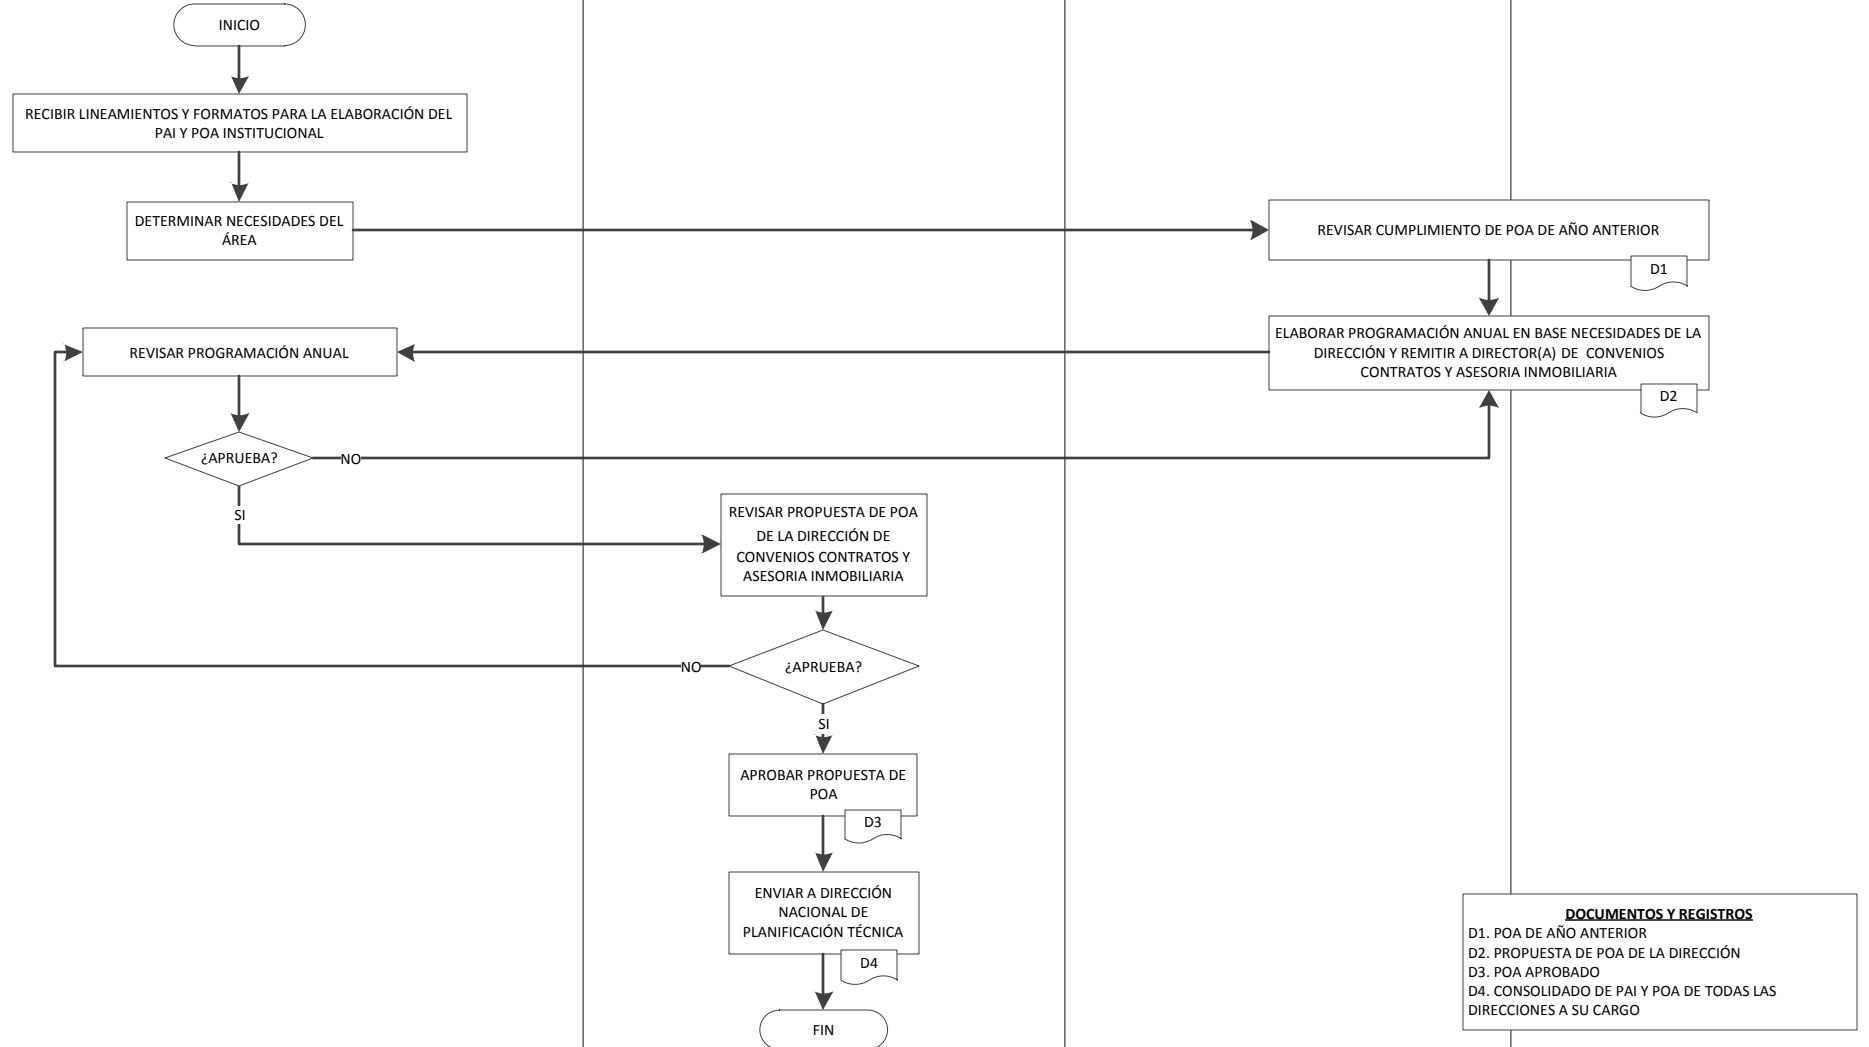 INICIO
RECIBIR LINEAMIENTOS Y FORMATOS PARA LA ELABORACIÓN DEL
PAI Y POA INSTITUCIONAL
DETERMINAR NECESIDADES DEL
ÁREA
REVISAR CUMPLIMIENTO DE POA DE AÑO ANTERIOR
D1
ELABORAR PROGRAMACIÓN ANUAL EN BASE NECESIDADES DE LA
DIRECCIÓN Y REMITIR A DIRECTOR(A) DE CONVENIOS
CONTRATOS Y ASESORIA INMOBILIARIA
D2
REVISAR PROGRAMACIÓN ANUAL
¿APRUEBA?
NO
SI
REVISAR PROPUESTA DE POA
DE LA DIRECCIÓN DE
CONVENIOS CONTRATOS Y
ASESORIA INMOBILIARIA
¿APRUEBA?
NO
SI
APROBAR PROPUESTA DE
POA
D3
ENVIAR A DIRECCIÓN
NACIONAL DE
PLANIFICACIÓN TÉCNICA
D4
FIN
DOCUMENTOS Y REGISTROS
D1. POA DE AÑO ANTERIOR
D2. PROPUESTA DE POA DE LA DIRECCIÓN
D3. POA APROBADO
D4. CONSOLIDADO DE PAI Y POA DE TODAS LAS
DIRECCIONES A SU CARGO